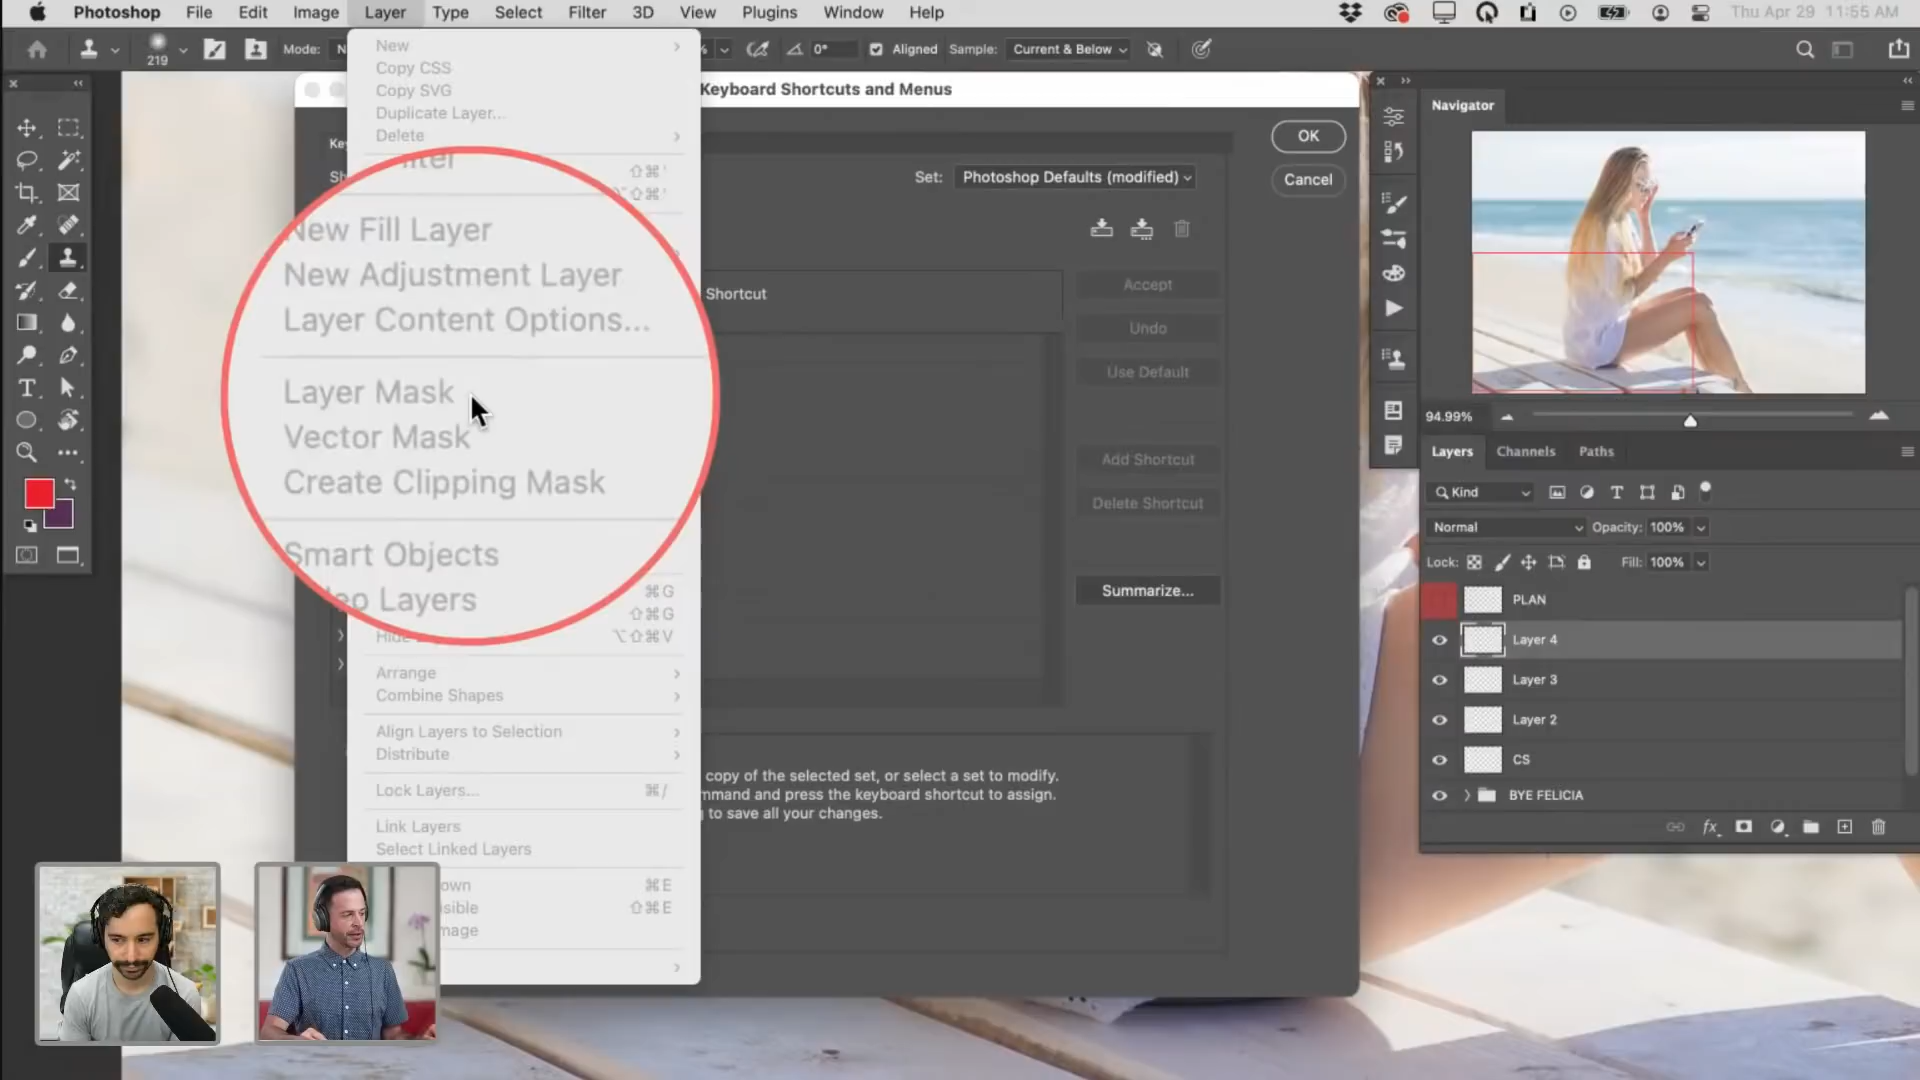 Photoshop File Edit Image Layer Type Select Filter 3D View Plugins Window Help Thu Apr 29 11:55 AM
219 Mode: N 0° Aligned Sample: Current & Below
Keyboard Shortcuts and Menus
New
Copy CSS
Copy SVG
Duplicate Layer...
Delete
⇧⌘'
⌥⇧⌘'
New Fill Layer
New Adjustment Layer
Layer Content Options...
Layer Mask
Vector Mask
Create Clipping Mask
Smart Objects
Layers
⌘G
⇧⌘G
⌥⇧⌘V
Arrange
Combine Shapes
Align Layers to Selection
Distribute
Lock Layers... ⌘/
Link Layers
Select Linked Layers
own ⌘E
sible ⇧⌘E
mage
Set: Photoshop Defaults (modified)
Shortcut
OK
Cancel
Accept
Undo
Use Default
Add Shortcut
Delete Shortcut
Summarize...
copy of the selected set, or select a set to modify.
mmand and press the keyboard shortcut to assign.
to save all your changes.
Navigator
94.99%
Layers Channels Paths
Kind
Normal Opacity: 100%
Lock: Fill: 100%
PLAN
Layer 4
Layer 3
Layer 2
CS
BYE FELICIA
fx